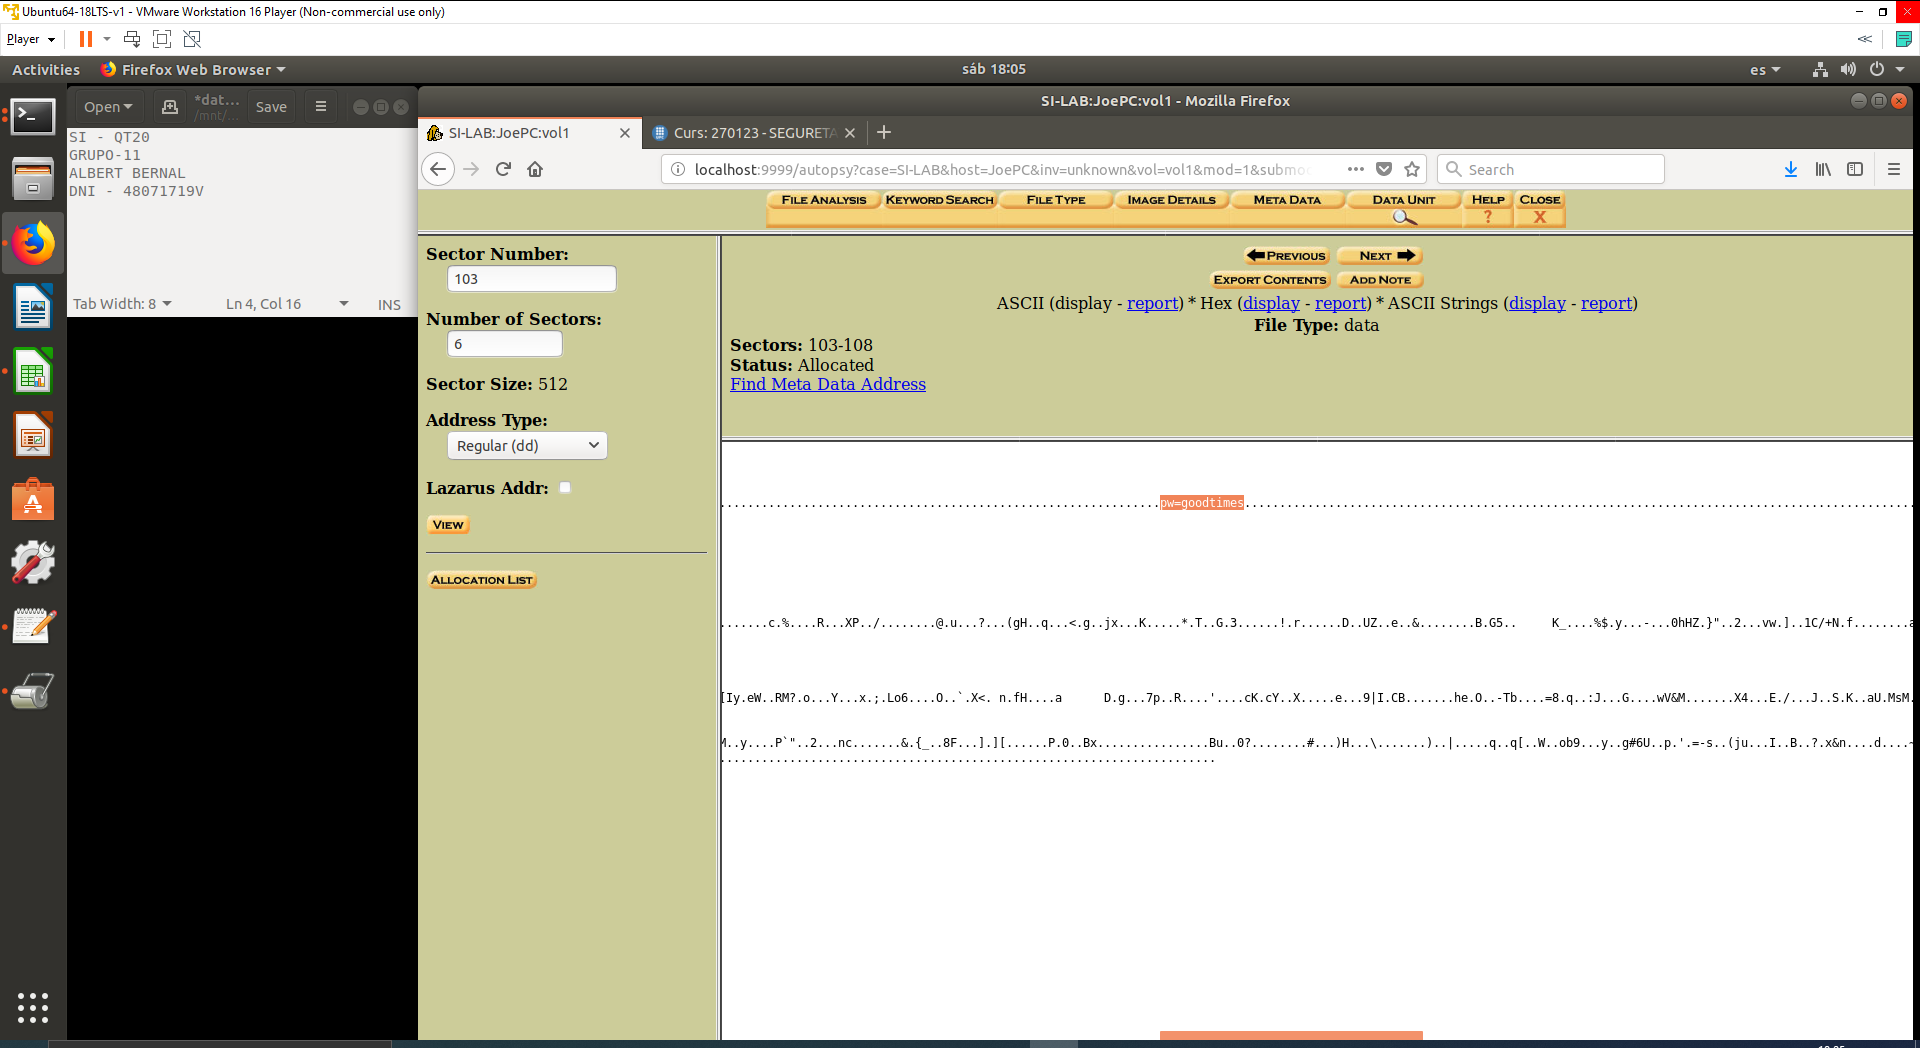 Ubuntu64-18LTS-v1 - VMware Workstation 16 Player (Non-commercial use only)
Player
Activities
Firefox Web Browser
sáb 18:05
es
Open
*dat...
/mnt/...
Save
SI - QT20
GRUPO-11
ALBERT BERNAL
DNI - 48071719V
Tab Width: 8
Ln 4, Col 16
INS
SI-LAB:JoePC:vol1 - Mozilla Firefox
SI-LAB:JoePC:vol1
Curs: 270123 - SEGURETA
localhost:9999/autopsy?case=SI-LAB&host=JoePC&inv=unknown&vol=vol1&mod=1&submo
Search
FILE ANALYSIS
KEYWORD SEARCH
FILE TYPE
IMAGE DETAILS
META DATA
DATA UNIT
HELP
?
CLOSE
X
Sector Number:
103
Number of Sectors:
6
Sector Size: 512
Address Type:
Regular (dd)
Lazarus Addr:
VIEW
ALLOCATION LIST
PREVIOUS
NEXT
EXPORT CONTENTS
ADD NOTE
ASCII (display - report) * Hex (display - report) * ASCII Strings (display - report)
File Type: data
Sectors: 103-108
Status: Allocated
Find Meta Data Address
pw=goodtimes
.......c.%....R...XP../........@.u...?...(gH..q...<.g..jx...K.....*.T..G.3......!.r......D..UZ..e..&........B.G5..     K_....%$.y...-...0hHZ.}"..2...vw.]..1C/+N.f........a
[Iy.eW..RM?.o...Y...x.;.Lo6....O..`.X<. n.fH....a      D.g...7p..R....'....cK.cY..X.....e...9|I.CB.......he.O..-Tb....=8.q..:J...G....wV&M.......X4...E./...J..S.K..aU.MsM.
M..y....P`"..2...nc.......&.{_..8F...].][......P.0..Bx................Bu..0?........#...)H...\.......)..|.....q..q[..W..ob9...y..g#6U..p.'.=-s..(ju...I..B..?.x&n....d....~